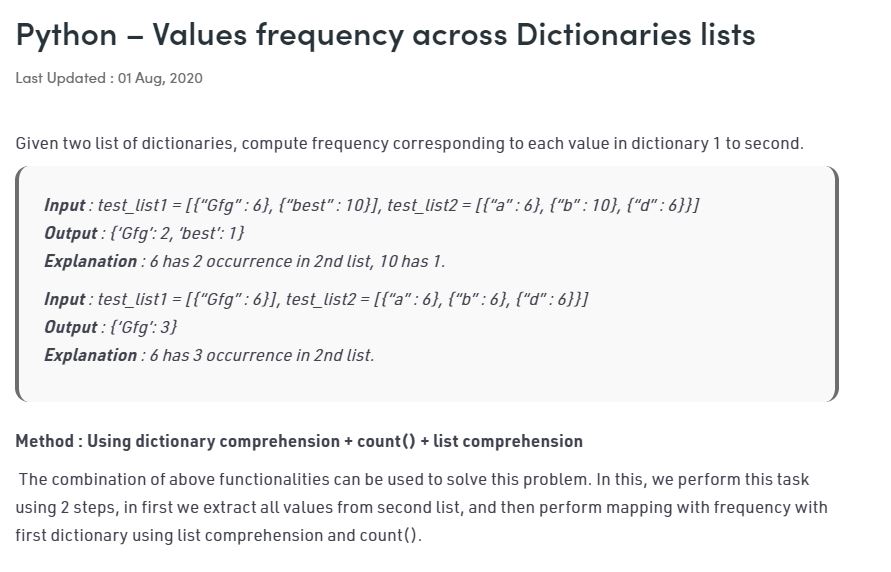 Python – Values frequency across Dictionaries lists
Last Updated : 01 Aug, 2020
Given two list of dictionaries, compute frequency corresponding to each value in dictionary 1 to second.
Input : test_list1 = [{“Gfg” : 6}, {“best” : 10}], test_list2 = [{“a” : 6}, {“b” : 10}, {“d” : 6}}]
Output : {‘Gfg’: 2, ‘best’: 1}
Explanation : 6 has 2 occurrence in 2nd list, 10 has 1.
Input : test_list1 = [{“Gfg” : 6}], test_list2 = [{“a” : 6}, {“b” : 6}, {“d” : 6}}]
Output : {‘Gfg’: 3}
Explanation : 6 has 3 occurrence in 2nd list.
Method : Using dictionary comprehension + count() + list comprehension
The combination of above functionalities can be used to solve this problem. In this, we perform this task
using 2 steps, in first we extract all values from second list, and then perform mapping with frequency with
first dictionary using list comprehension and count().